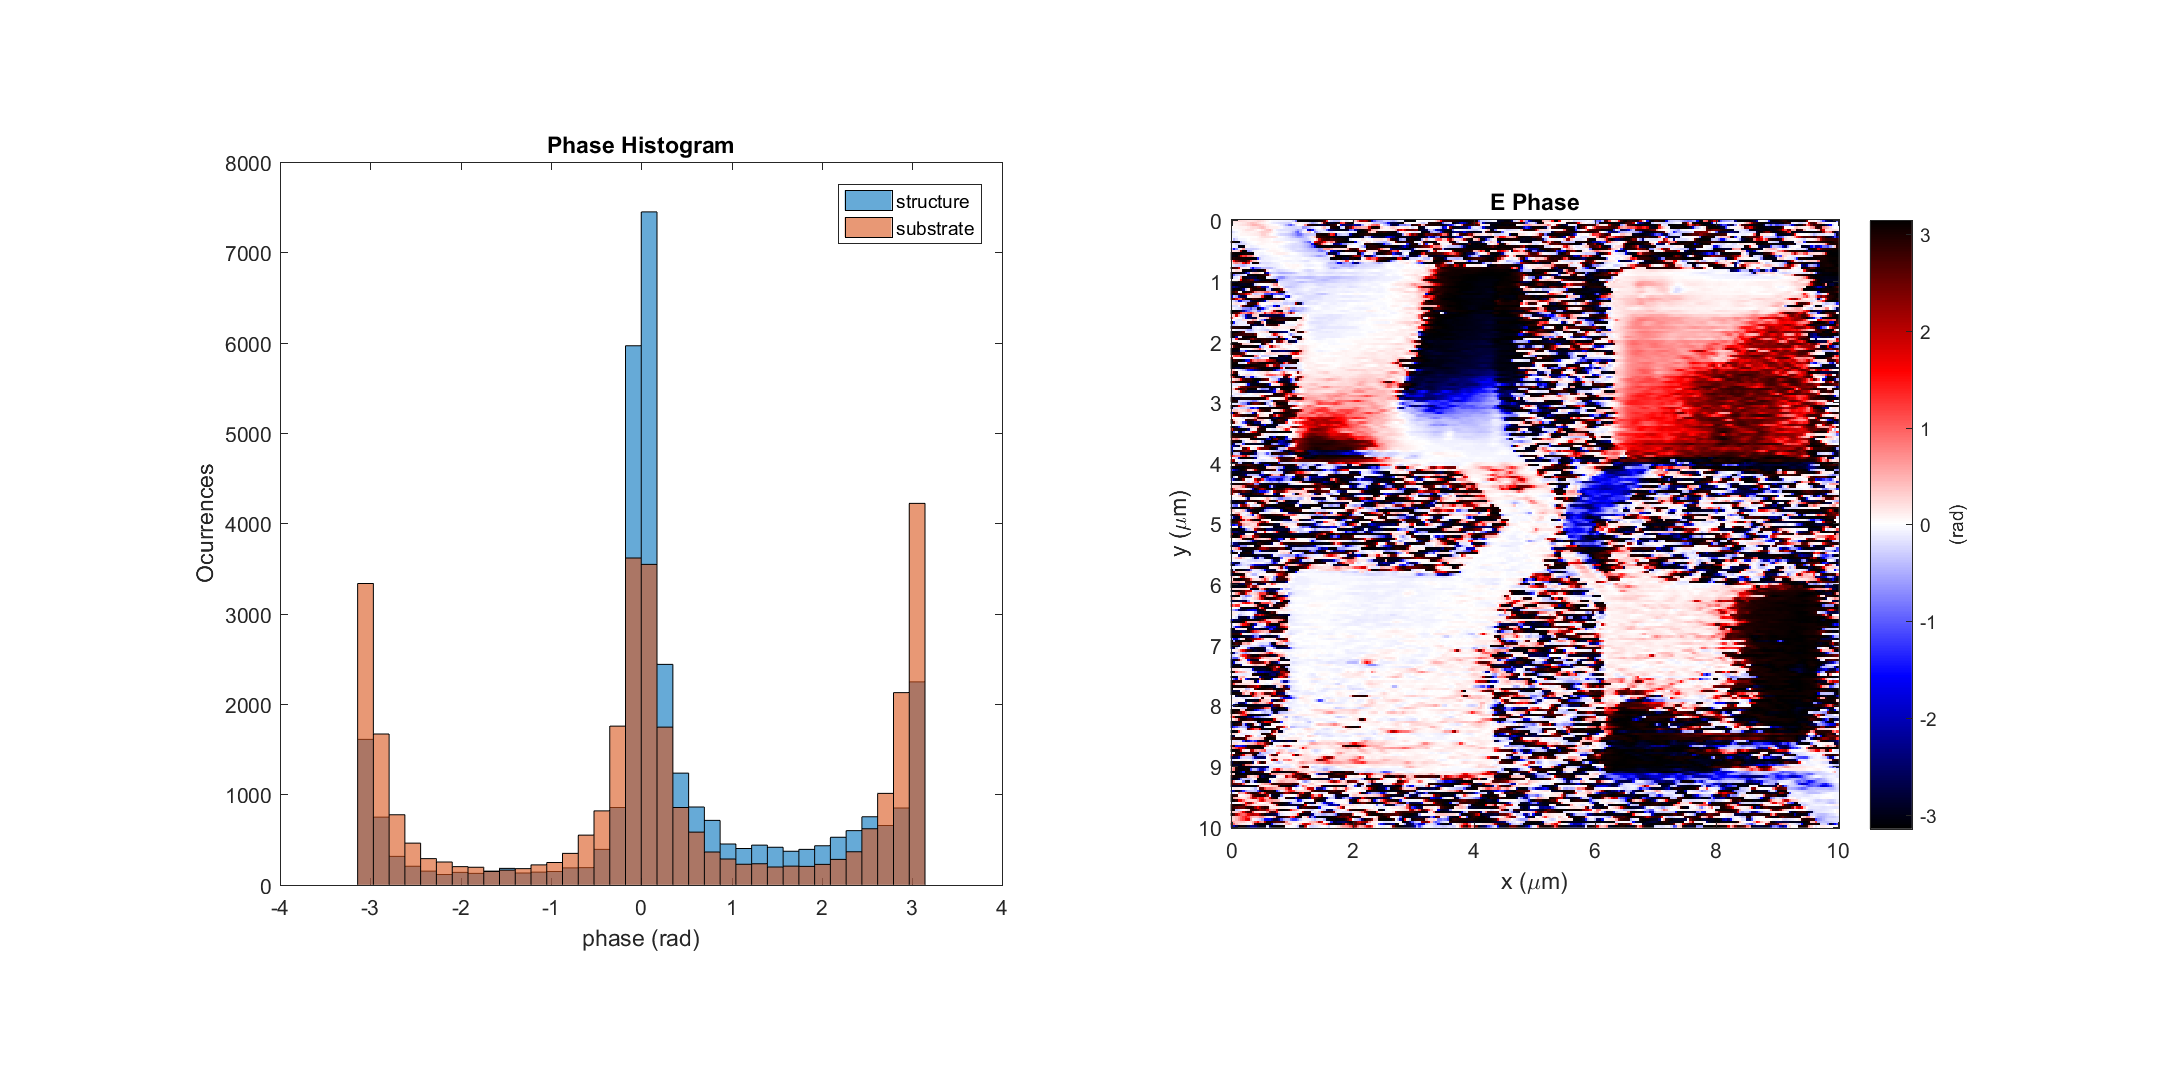 Phase Histogram
8000
7000
6000
5000
4000
3000
2000
1000
0
Ocurrences
-4 -3 -2 -1 0 1 2 3 4
phase (rad)
structure
substrate
E Phase
0
1
2
3
4
5
6
7
8
9
10
y (μm)
0 2 4 6 8 10
x (μm)
3
2
1
0
-1
-2
-3
(rad)